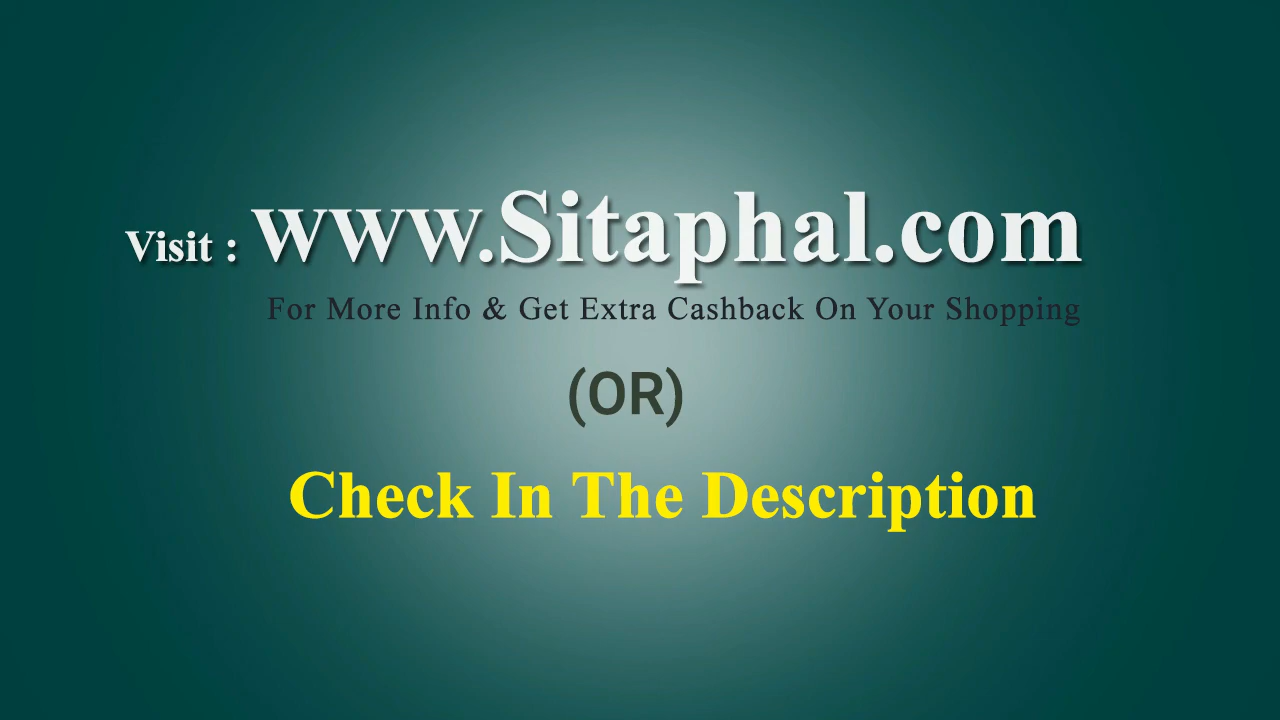 Visit : www.Sitaphal.com
For More Info & Get Extra Cashback On Your Shopping
(OR)
Check In The Description